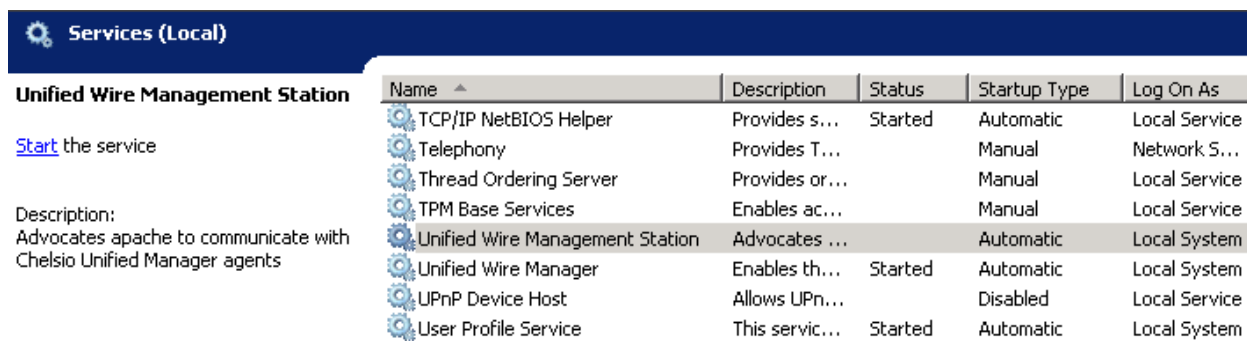 Services (Local)
Unified Wire Management Station
Start the service
Description:
Advocates apache to communicate with
Chelsio Unified Manager agents
Name Description Status Startup Type Log On As
TCP/IP NetBIOS Helper Provides s... Started Automatic Local Service
Telephony Provides T... Manual Network S...
Thread Ordering Server Provides or... Manual Local Service
TPM Base Services Enables ac... Manual Local Service
Unified Wire Management Station Advocates ... Automatic Local System
Unified Wire Manager Enables th... Started Automatic Local System
UPnP Device Host Allows UPn... Disabled Local Service
User Profile Service This servic... Started Automatic Local System